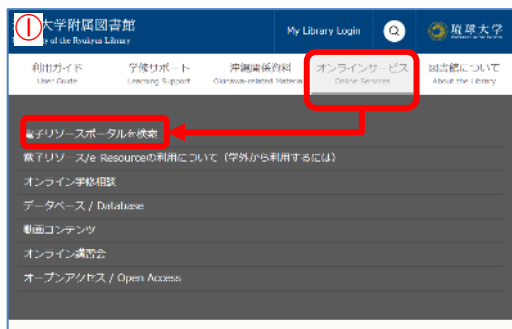 ①
大学附属図書館
of the Ryukyus Library
My Library Login
琉球大学
利用ガイド
User Guide
学修サポート
Learning Support
沖縄関係資料
Okinawa-related Material
オンラインサービス
Online Services
図書館について
About the Library
電子リソースポータルを検索
電子リソース/e Resourceの利用について（学外から利用するには）
オンライン学修相談
データベース / Database
動画コンテンツ
オンライン講習会
オープンアクセス / Open Access